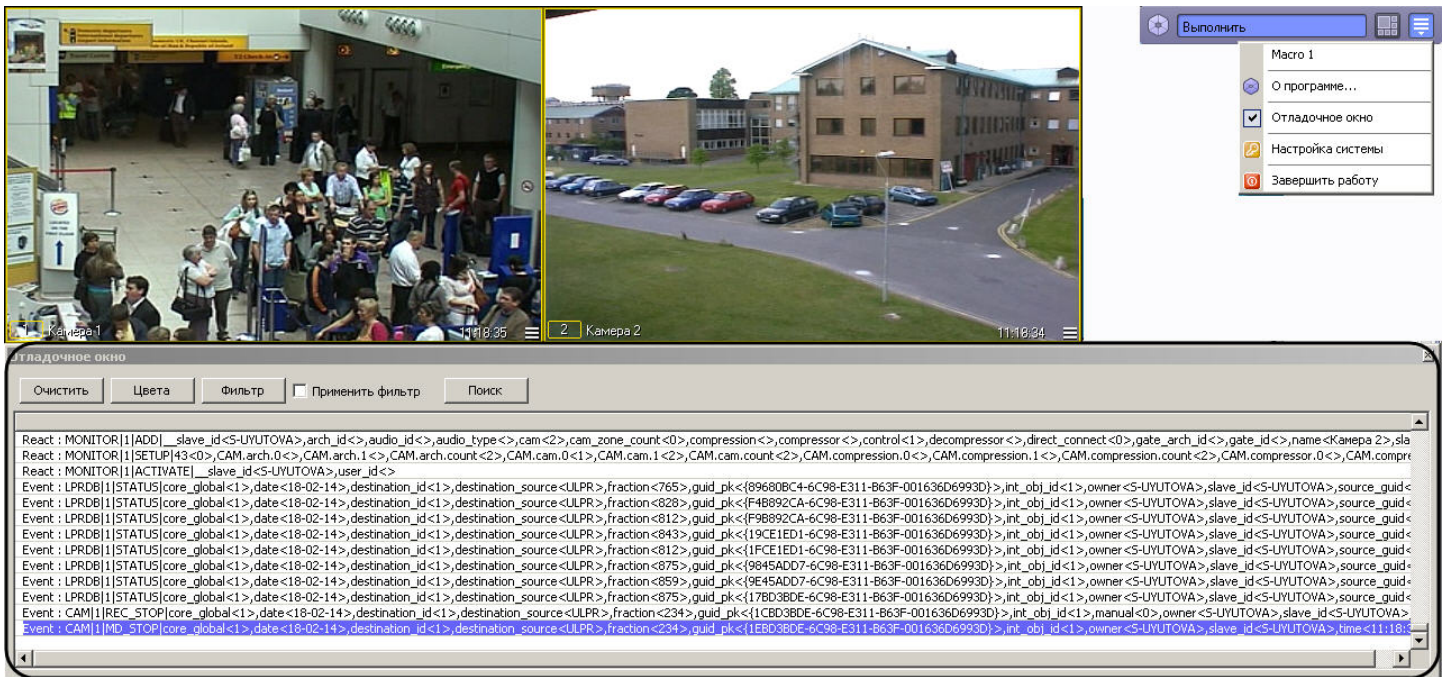 Выполнить
Macro 1
О программе...
Отладочное окно
Настройка системы
Завершить работу
1 Камера 1
11:18:35
2 Камера 2
11:18:34
Отладочное окно
Очистить Цвета Фильтр Применить фильтр Поиск
React : MONITOR|1|ADD|__slave_id<S-UYUTOVA>,arch_id<>,audio_id<>,audio_type<>,cam<2>,cam_zone_count<0>,compression<>,compressor<>,control<1>,decompressor<>,direct_connect<0>,gate_arch_id<>,gate_id<>,name<Камера 2>,sla
React : MONITOR|1|SETUP|43<0>,CAM.arch.0<>,CAM.arch.1<>,CAM.arch.count<2>,CAM.cam.0<1>,CAM.cam.1<2>,CAM.cam.count<2>,CAM.compression.0<>,CAM.compression.1<>,CAM.compression.count<2>,CAM.compressor.0<>,CAM.compre
React : MONITOR|1|ACTIVATE|__slave_id<S-UYUTOVA>,user_id<>
Event : LPRDB|1|STATUS|core_global<1>,date<18-02-14>,destination_id<1>,destination_source<ULPR>,fraction<765>,guid_pk<{89680BC4-6C98-E311-B63F-001636D6993D}>,int_obj_id<1>,owner<S-UYUTOVA>,slave_id<S-UYUTOVA>,source_guid<
Event : LPRDB|1|STATUS|core_global<1>,date<18-02-14>,destination_id<1>,destination_source<ULPR>,fraction<828>,guid_pk<{F4B892CA-6C98-E311-B63F-001636D6993D}>,int_obj_id<1>,owner<S-UYUTOVA>,slave_id<S-UYUTOVA>,source_guid<
Event : LPRDB|1|STATUS|core_global<1>,date<18-02-14>,destination_id<1>,destination_source<ULPR>,fraction<812>,guid_pk<{F9B892CA-6C98-E311-B63F-001636D6993D}>,int_obj_id<1>,owner<S-UYUTOVA>,slave_id<S-UYUTOVA>,source_guid<
Event : LPRDB|1|STATUS|core_global<1>,date<18-02-14>,destination_id<1>,destination_source<ULPR>,fraction<843>,guid_pk<{19CE1ED1-6C98-E311-B63F-001636D6993D}>,int_obj_id<1>,owner<S-UYUTOVA>,slave_id<S-UYUTOVA>,source_guid<
Event : LPRDB|1|STATUS|core_global<1>,date<18-02-14>,destination_id<1>,destination_source<ULPR>,fraction<812>,guid_pk<{1FCE1ED1-6C98-E311-B63F-001636D6993D}>,int_obj_id<1>,owner<S-UYUTOVA>,slave_id<S-UYUTOVA>,source_guid<
Event : LPRDB|1|STATUS|core_global<1>,date<18-02-14>,destination_id<1>,destination_source<ULPR>,fraction<875>,guid_pk<{9845ADD7-6C98-E311-B63F-001636D6993D}>,int_obj_id<1>,owner<S-UYUTOVA>,slave_id<S-UYUTOVA>,source_guid<
Event : LPRDB|1|STATUS|core_global<1>,date<18-02-14>,destination_id<1>,destination_source<ULPR>,fraction<859>,guid_pk<{9E45ADD7-6C98-E311-B63F-001636D6993D}>,int_obj_id<1>,owner<S-UYUTOVA>,slave_id<S-UYUTOVA>,source_guid<
Event : LPRDB|1|STATUS|core_global<1>,date<18-02-14>,destination_id<1>,destination_source<ULPR>,fraction<875>,guid_pk<{17BD3BDE-6C98-E311-B63F-001636D6993D}>,int_obj_id<1>,owner<S-UYUTOVA>,slave_id<S-UYUTOVA>,source_guid<
Event : CAM|1|REC_STOP|core_global<1>,date<18-02-14>,destination_id<1>,destination_source<ULPR>,fraction<234>,guid_pk<{1CBD3BDE-6C98-E311-B63F-001636D6993D}>,int_obj_id<1>,manual<0>,owner<S-UYUTOVA>,slave_id<S-UYUTOVA>
Event : CAM|1|MD_STOP|core_global<1>,date<18-02-14>,destination_id<1>,destination_source<ULPR>,fraction<234>,guid_pk<{1EBD3BDE-6C98-E311-B63F-001636D6993D}>,int_obj_id<1>,owner<S-UYUTOVA>,slave_id<S-UYUTOVA>,time<11:18:3